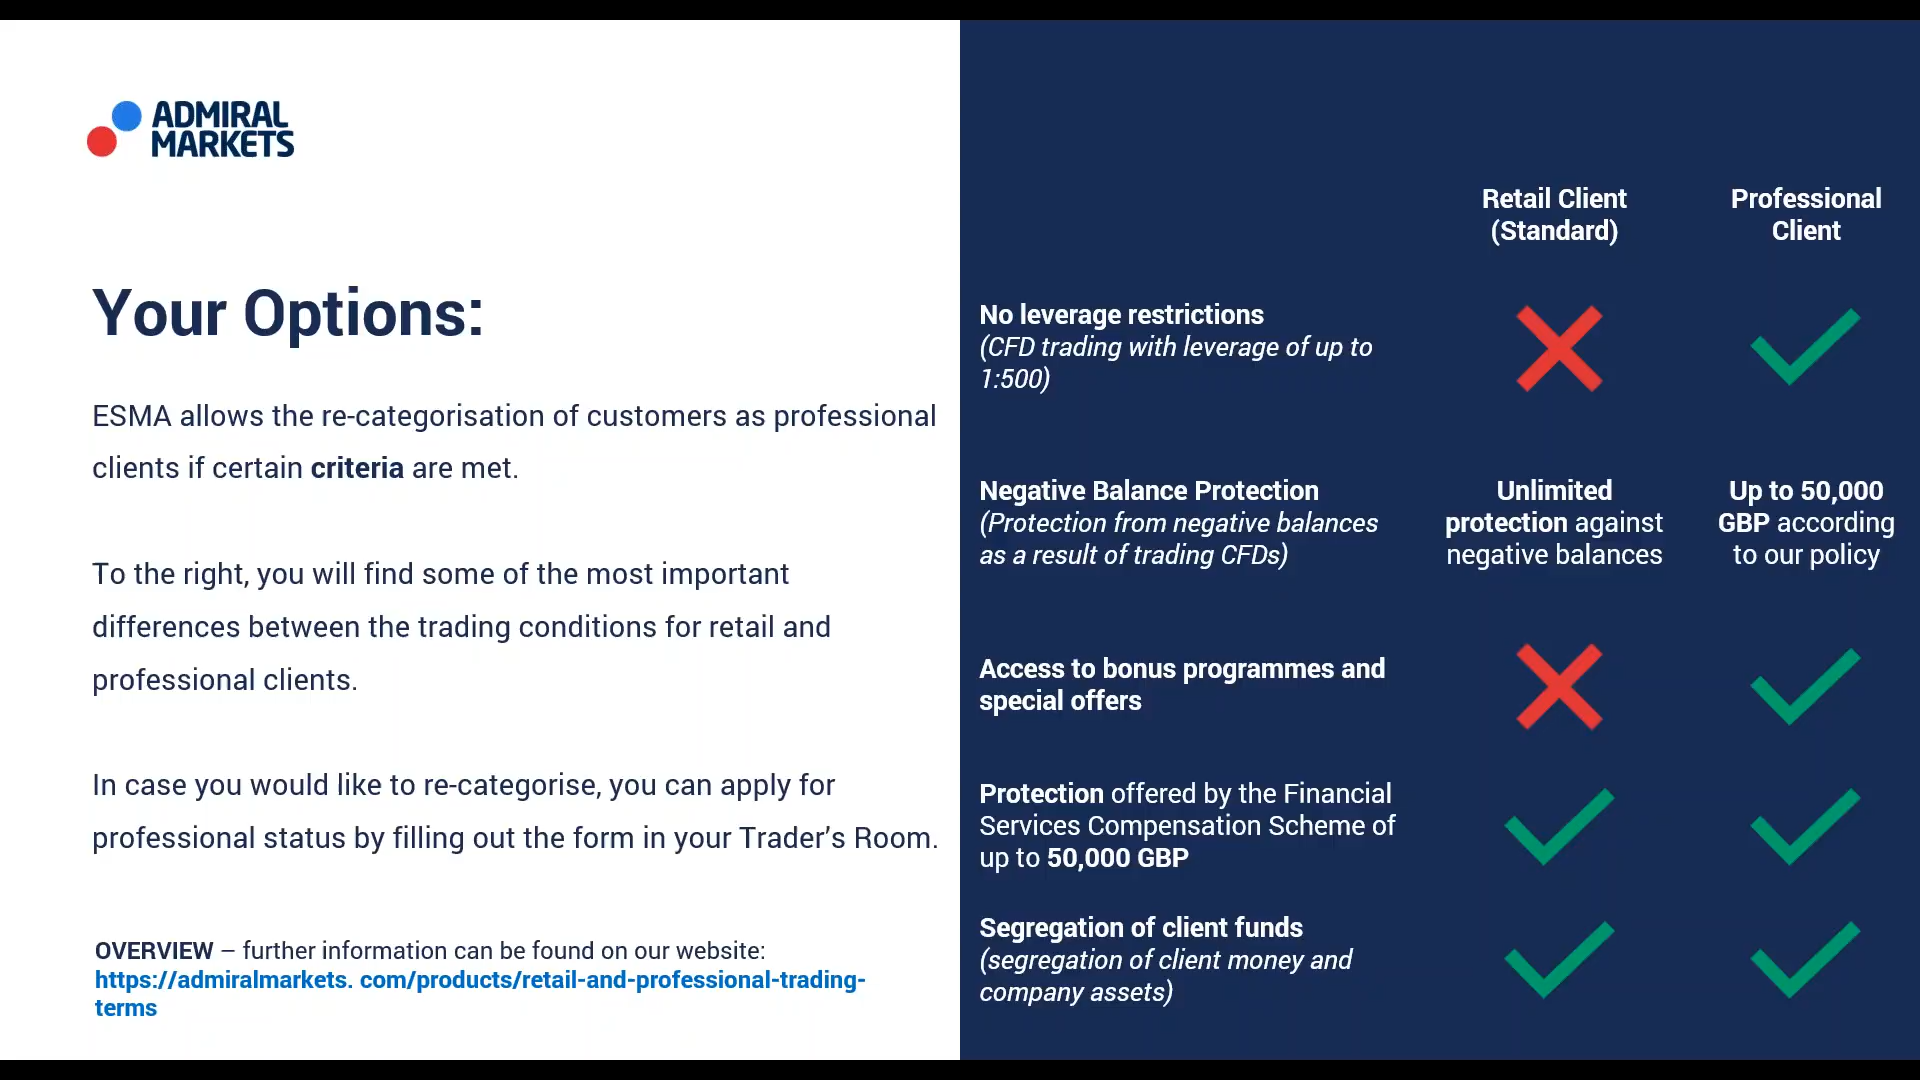 ADMIRAL
MARKETS
Your Options:
ESMA allows the re-categorisation of customers as professional
clients if certain criteria are met.
To the right, you will find some of the most important
differences between the trading conditions for retail and
professional clients.
In case you would like to re-categorise, you can apply for
professional status by filling out the form in your Trader’s Room.
OVERVIEW – further information can be found on our website:
https://admiralmarkets. com/products/retail-and-professional-trading-
terms
Retail Client
(Standard)
Professional
Client
No leverage restrictions
(CFD trading with leverage of up to
1:500)
Negative Balance Protection
(Protection from negative balances
as a result of trading CFDs)
Unlimited
protection against
negative balances
Up to 50,000
GBP according
to our policy
Access to bonus programmes and
special offers
Protection offered by the Financial
Services Compensation Scheme of
up to 50,000 GBP
Segregation of client funds
(segregation of client money and
company assets)